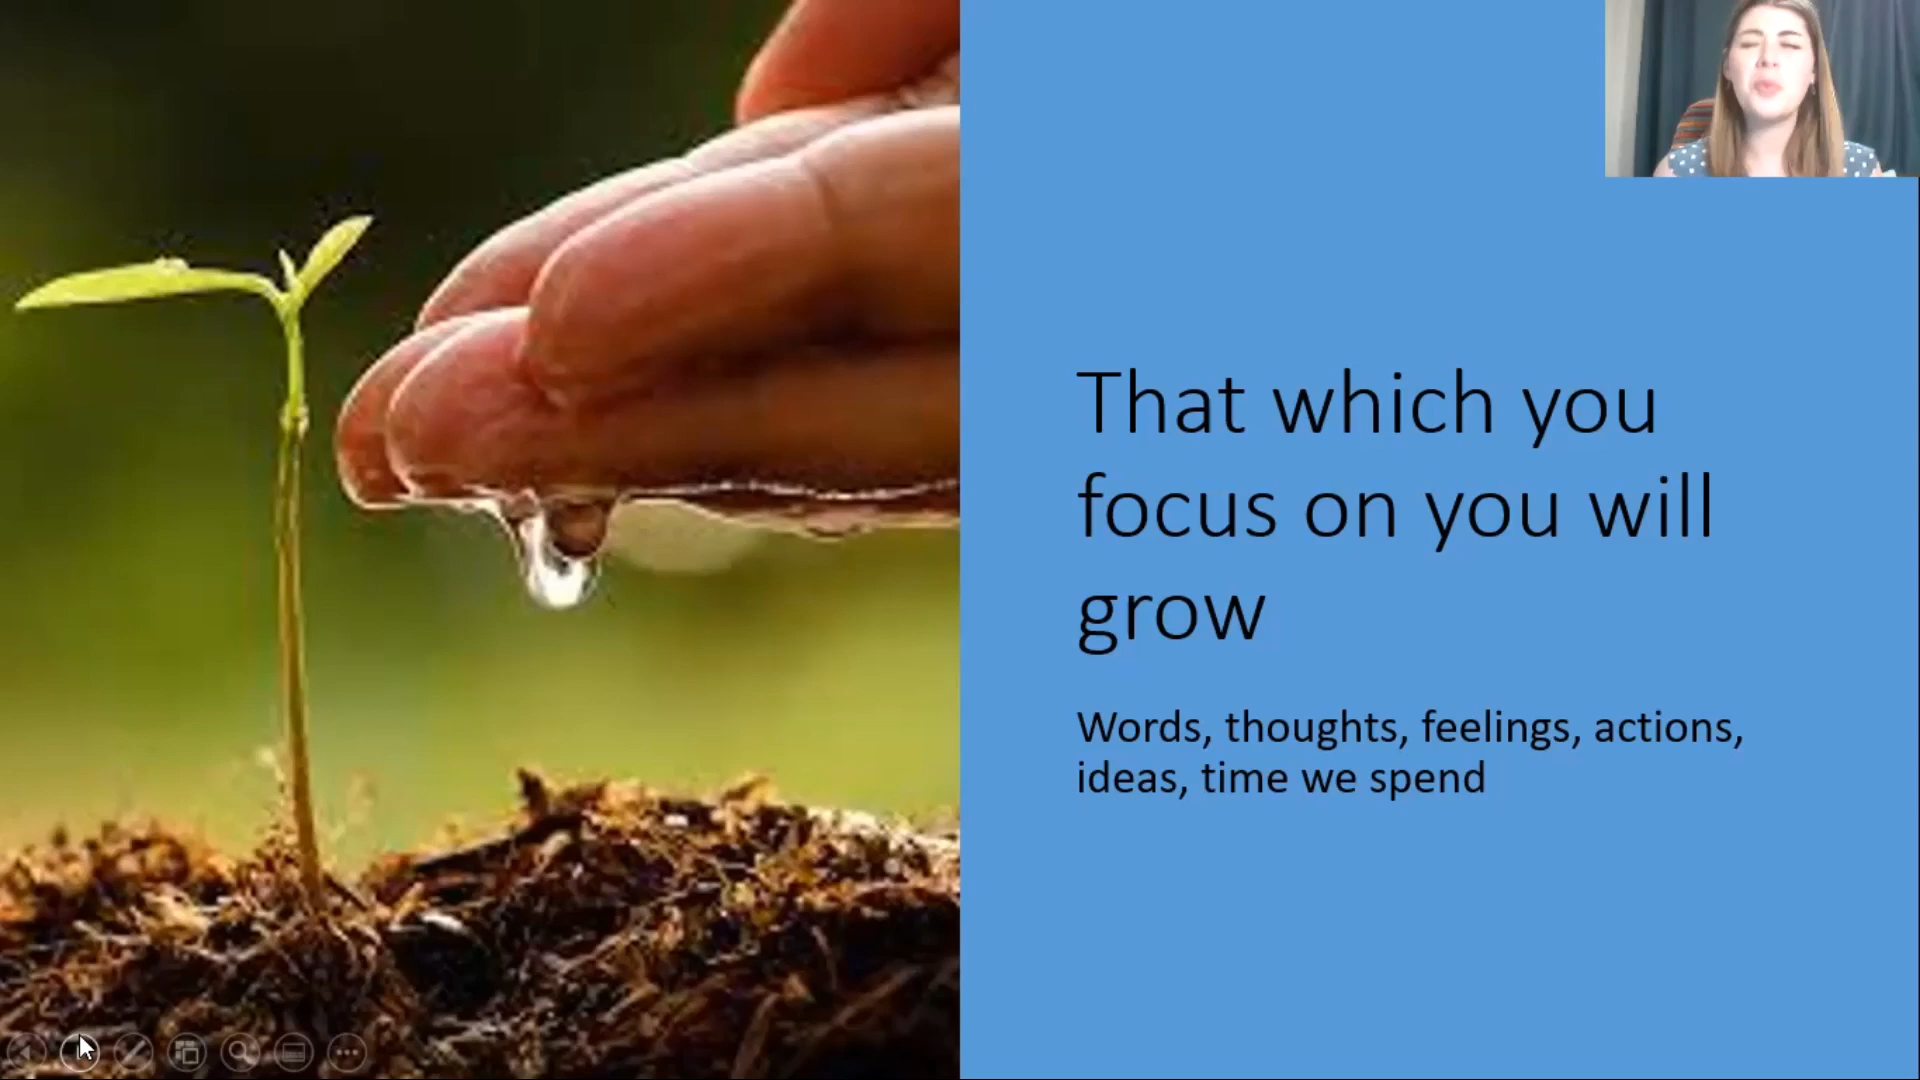 That which you
focus on you will
grow
Words, thoughts, feelings, actions,
ideas, time we spend